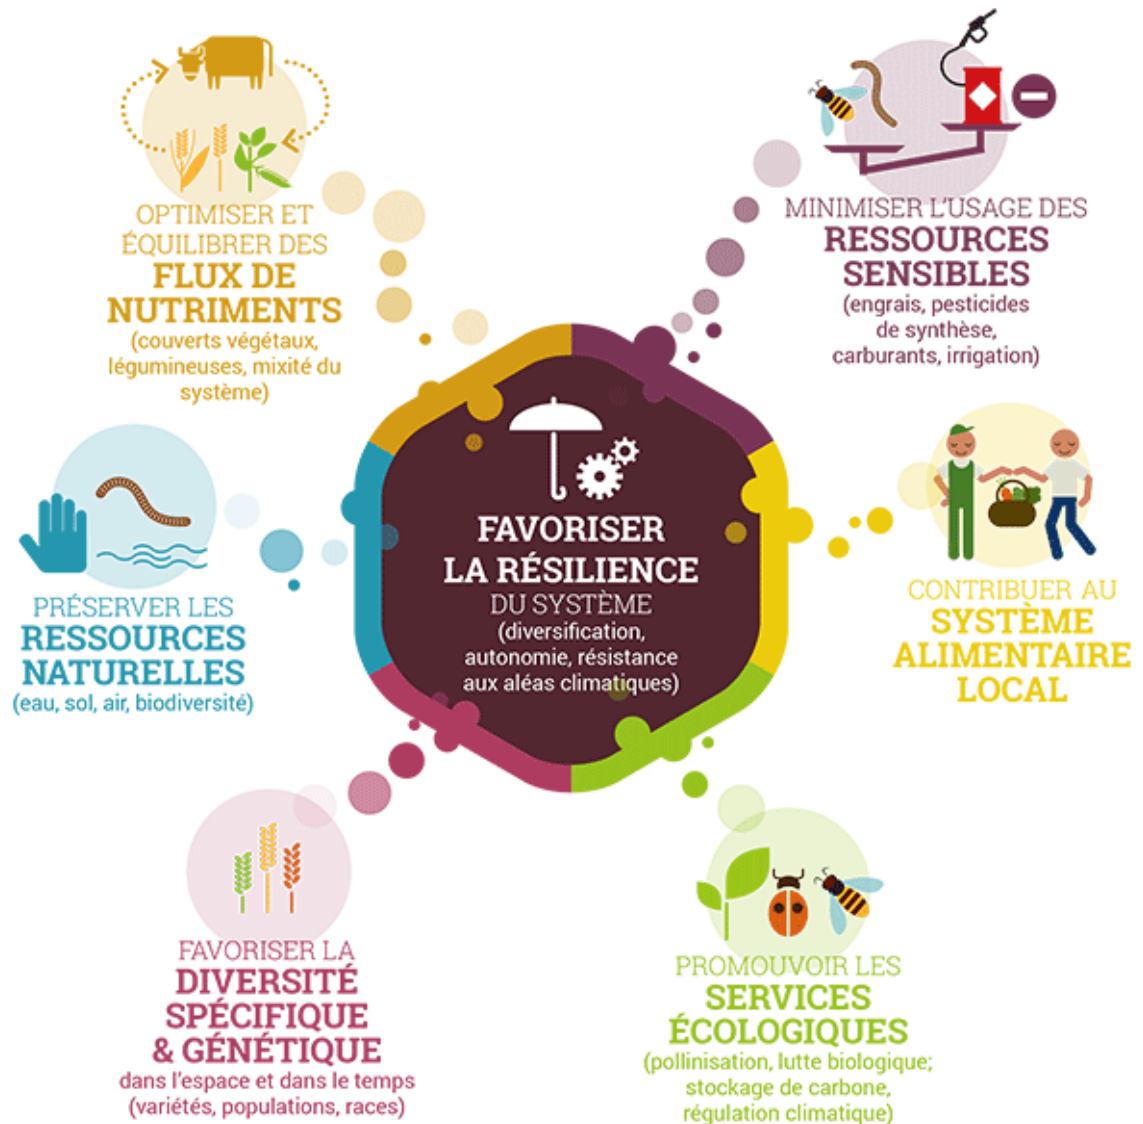 OPTIMISER ET
ÉQUILIBRER DES
FLUX DE
NUTRIMENTS
(couverts végétaux,
légumineuses, mixité du
système)
MINIMISER L'USAGE DES
RESSOURCES
SENSIBLES
(engrais, pesticides
de synthèse,
carburants, irrigation)
FAVORISER
LA RÉSILIENCE
DU SYSTÈME
(diversification,
autonomie, résistance
aux aléas climatiques)
PRÉSERVER LES
RESSOURCES
NATURELLES
(eau, sol, air, biodiversité)
CONTRIBUER AU
SYSTÈME
ALIMENTAIRE
LOCAL
FAVORISER LA
DIVERSITÉ
SPÉCIFIQUE
& GÉNÉTIQUE
dans l'espace et dans le temps
(variétés, populations, races)
PROMOUVOIR LES
SERVICES
ÉCOLOGIQUES
(pollinisation, lutte biologique;
stockage de carbone,
régulation climatique)